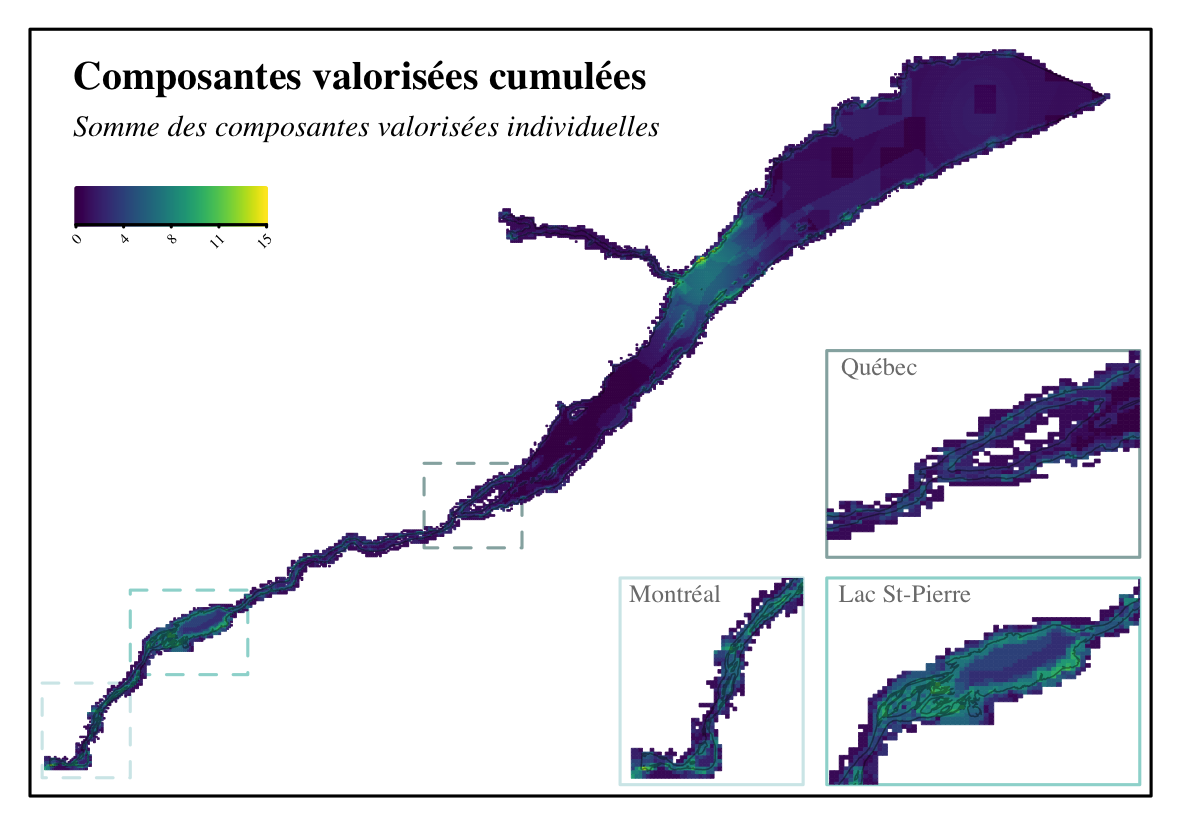 Composantes valorisées cumulées
Somme des composantes valorisées individuelles
0 4 8 11 15
Québec
Montréal
Lac St-Pierre